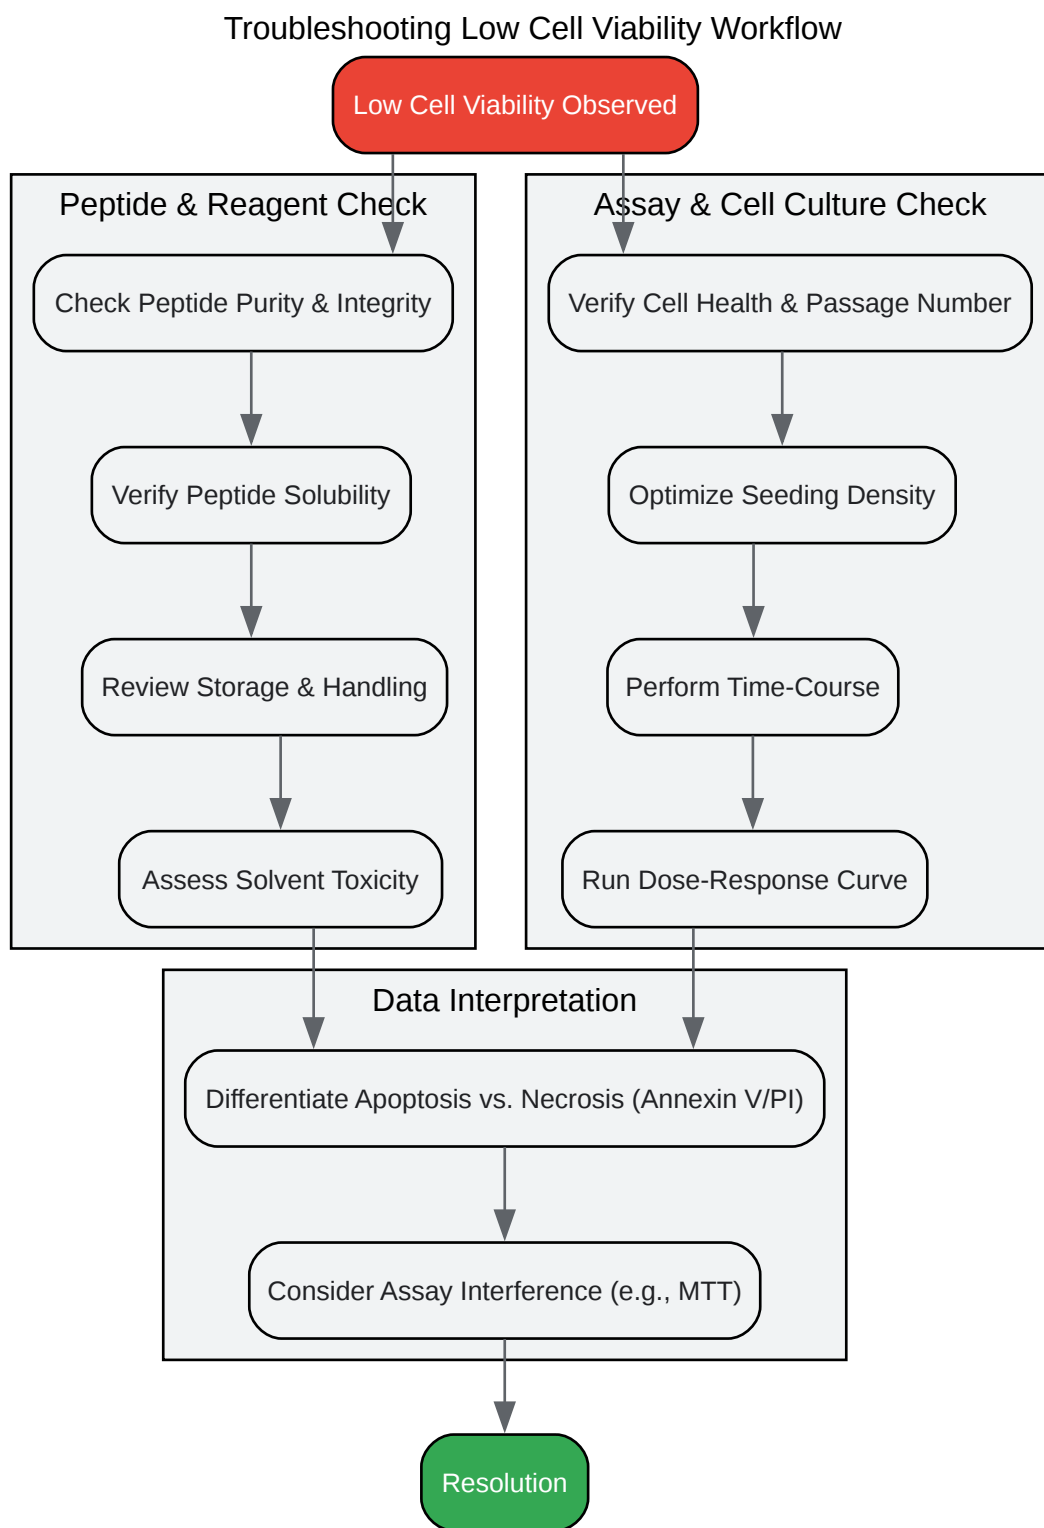 Troubleshooting Low Cell Viability Workflow
Low Cell Viability Observed
Peptide & Reagent Check
Check Peptide Purity & Integrity
Verify Peptide Solubility
Review Storage & Handling
Assess Solvent Toxicity
Assay & Cell Culture Check
Verify Cell Health & Passage Number
Optimize Seeding Density
Perform Time-Course
Run Dose-Response Curve
Data Interpretation
Differentiate Apoptosis vs. Necrosis (Annexin V/PI)
Consider Assay Interference (e.g., MTT)
Resolution